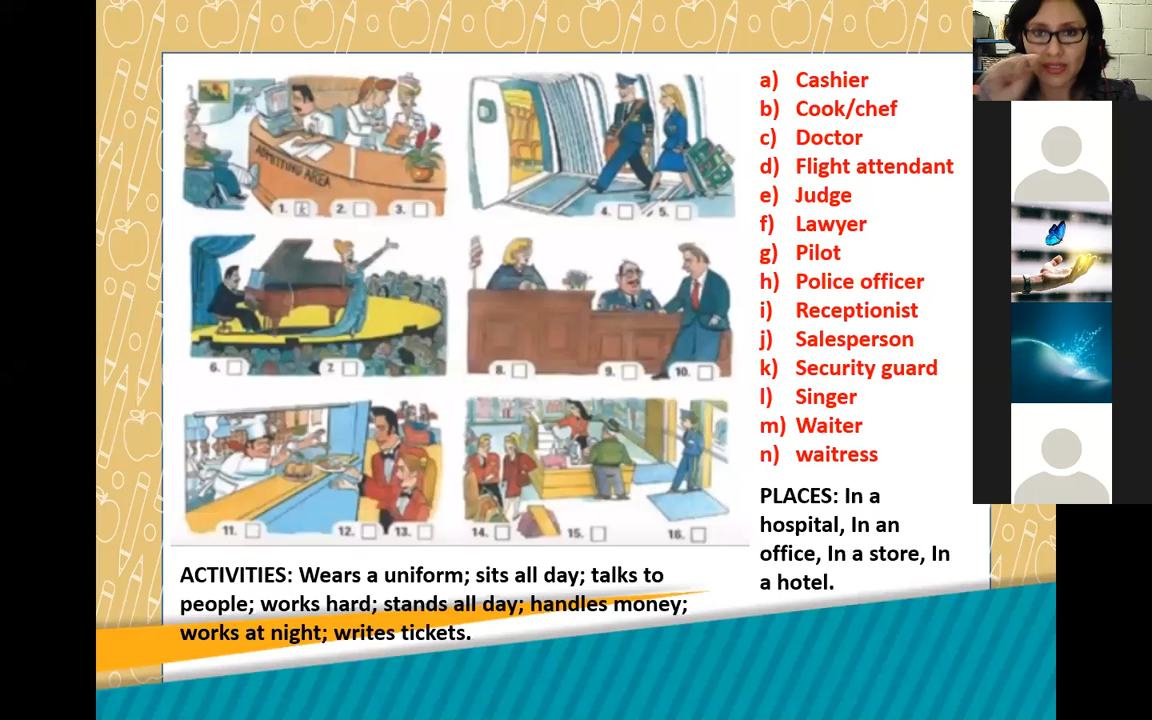 a) Cashier
b) Cook/chef
c) Doctor
d) Flight attendant
e) Judge
f) Lawyer
g) Pilot
h) Police officer
i) Receptionist
j) Salesperson
k) Security guard
l) Singer
m) Waiter
n) waitress
PLACES: In a
hospital, In an
office, In a store, In
a hotel.
ADMITTING AREA
1. k 2. 3.
4. 5.
6. 7.
8. 9. 10.
11. 12. 13.
14. 15. 16.
ACTIVITIES: Wears a uniform; sits all day; talks to
people; works hard; stands all day; handles money;
works at night; writes tickets.